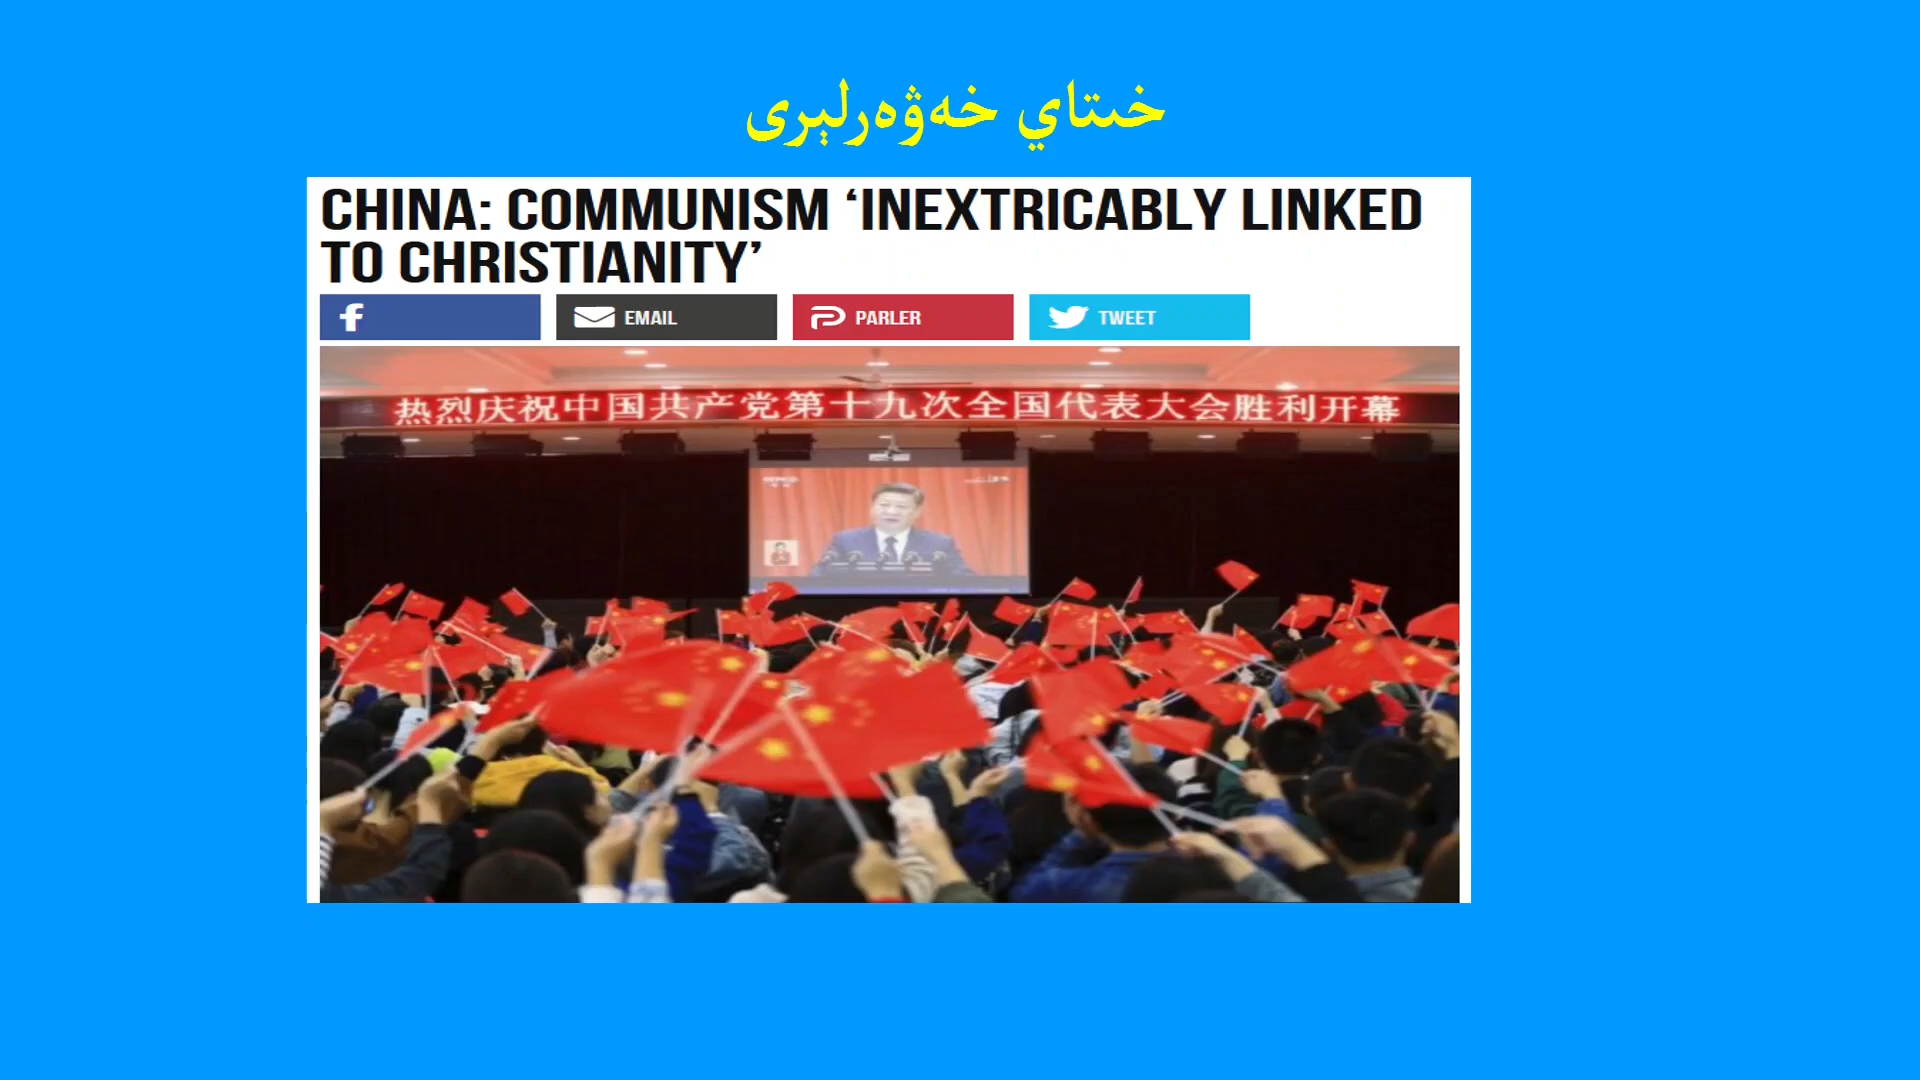 خىتاي خەۋەرلېرى
CHINA: COMMUNISM ‘INEXTRICABLY LINKED
TO CHRISTIANITY’
EMAIL
PARLER
TWEET
热烈庆祝中国共产党第十九次全国代表大会胜利开幕